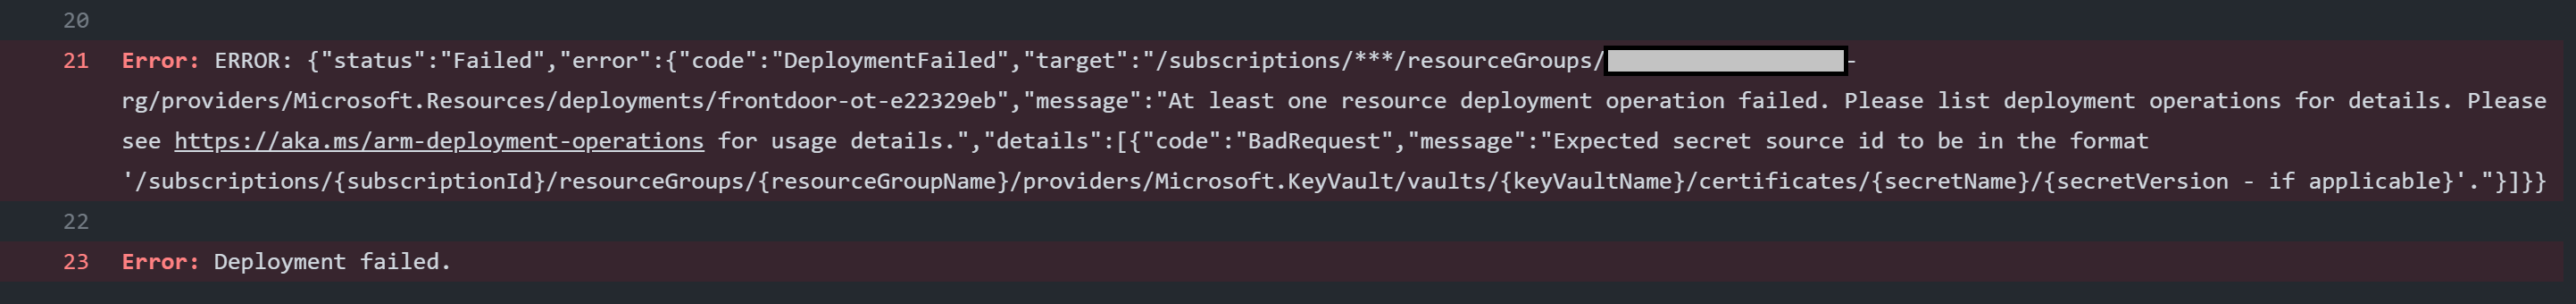 20
21 Error: ERROR: {"status":"Failed","error":{"code":"DeploymentFailed","target":"/subscriptions/***/resourceGroups/ -
rg/providers/Microsoft.Resources/deployments/frontdoor-ot-e22329eb","message":"At least one resource deployment operation failed. Please list deployment operations for details. Please
see https://aka.ms/arm-deployment-operations for usage details.","details":[{"code":"BadRequest","message":"Expected secret source id to be in the format
'/subscriptions/{subscriptionId}/resourceGroups/{resourceGroupName}/providers/Microsoft.KeyVault/vaults/{keyVaultName}/certificates/{secretName}/{secretVersion - if applicable}'."}]}}
22
23 Error: Deployment failed.